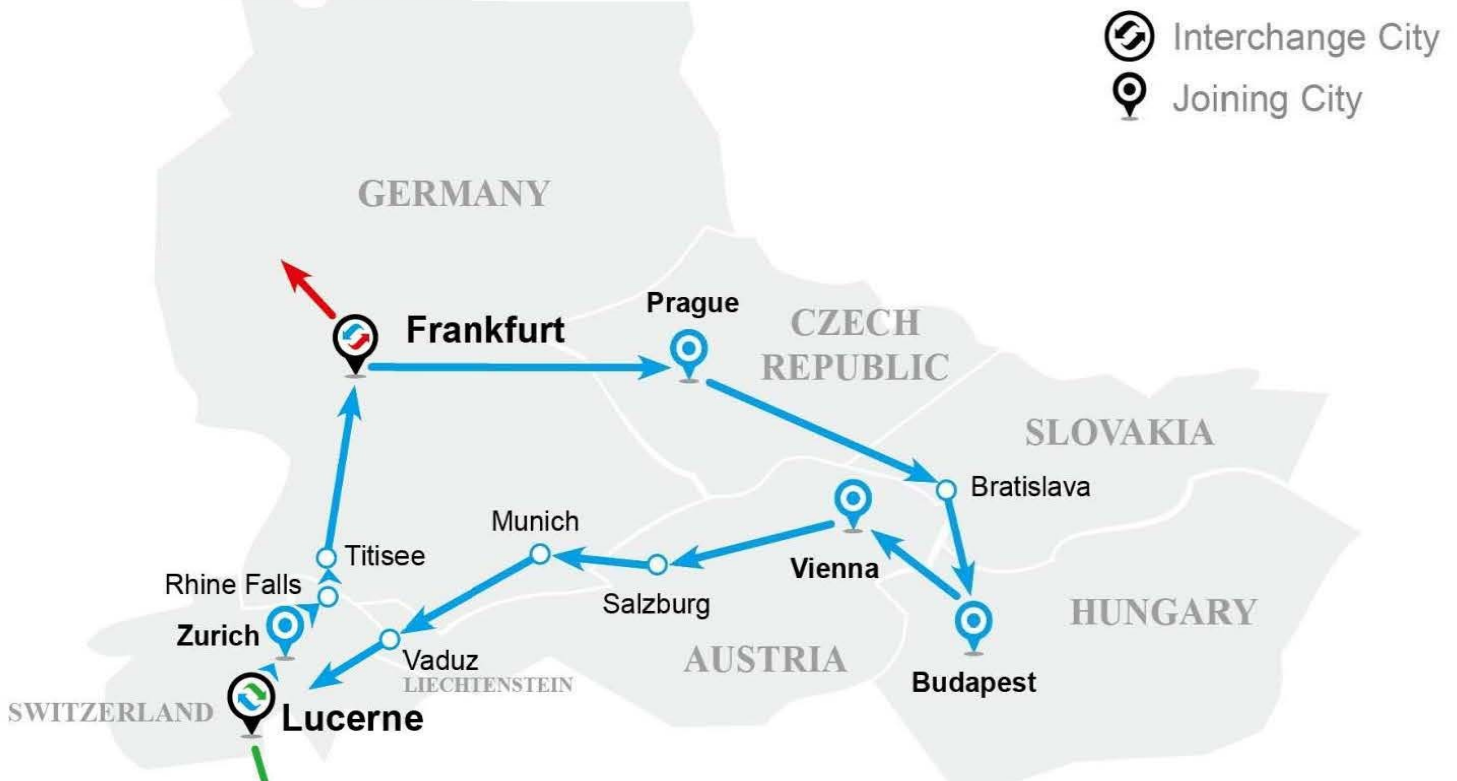 Interchange City
Joining City
GERMANY
Frankfurt
Prague
CZECH
REPUBLIC
SLOVAKIA
Bratislava
Munich
Titisee
Rhine Falls
Vienna
Salzburg
HUNGARY
Zurich
Vaduz
LIECHTENSTEIN
AUSTRIA
Budapest
SWITZERLAND
Lucerne